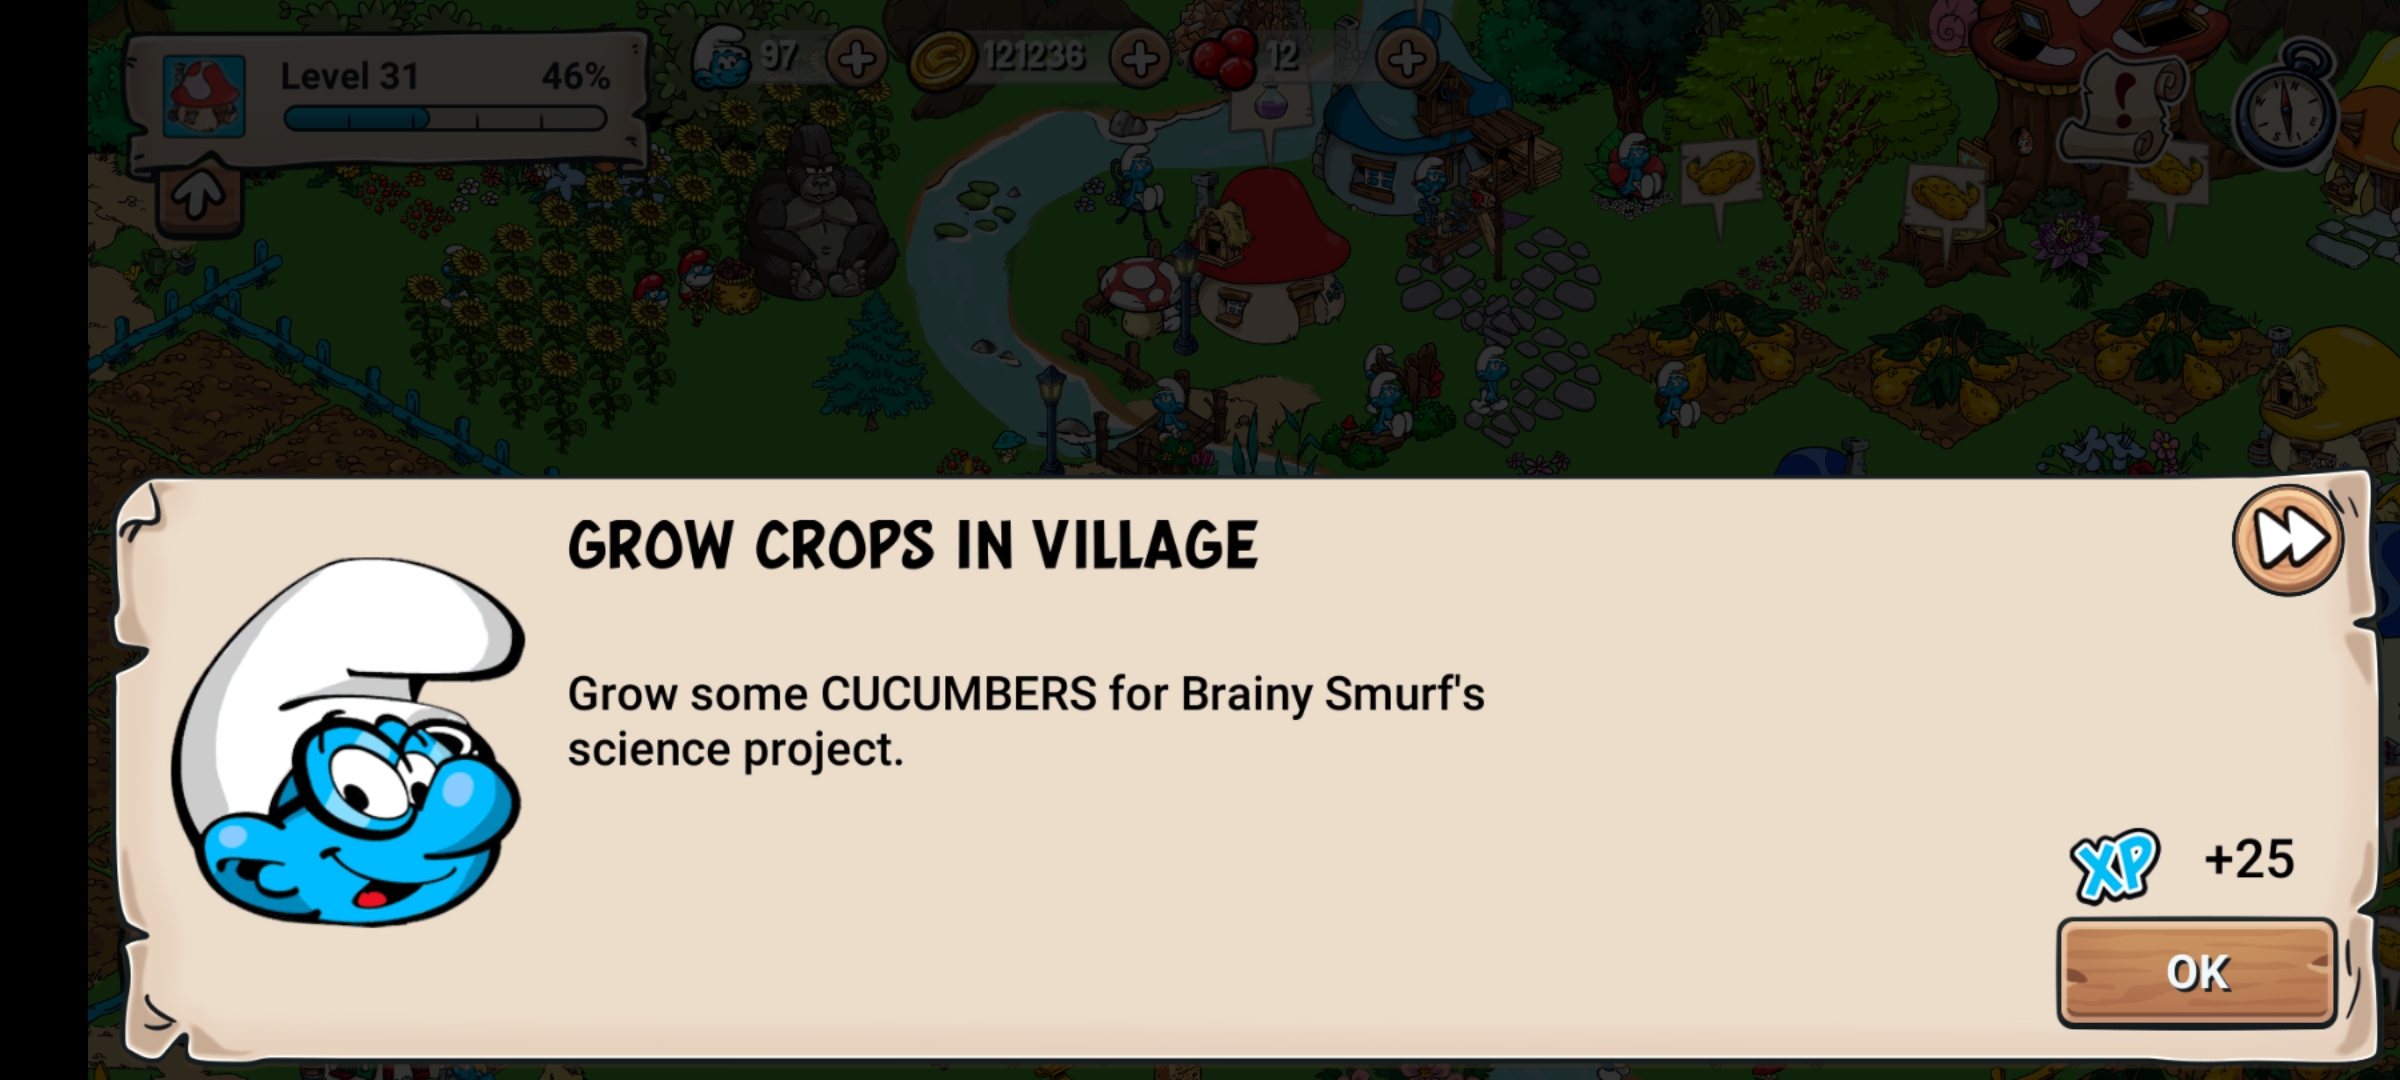 Level 31 46%
97
121236
12
GROW CROPS IN VILLAGE
Grow some CUCUMBERS for Brainy Smurf's
science project.
XP +25
OK